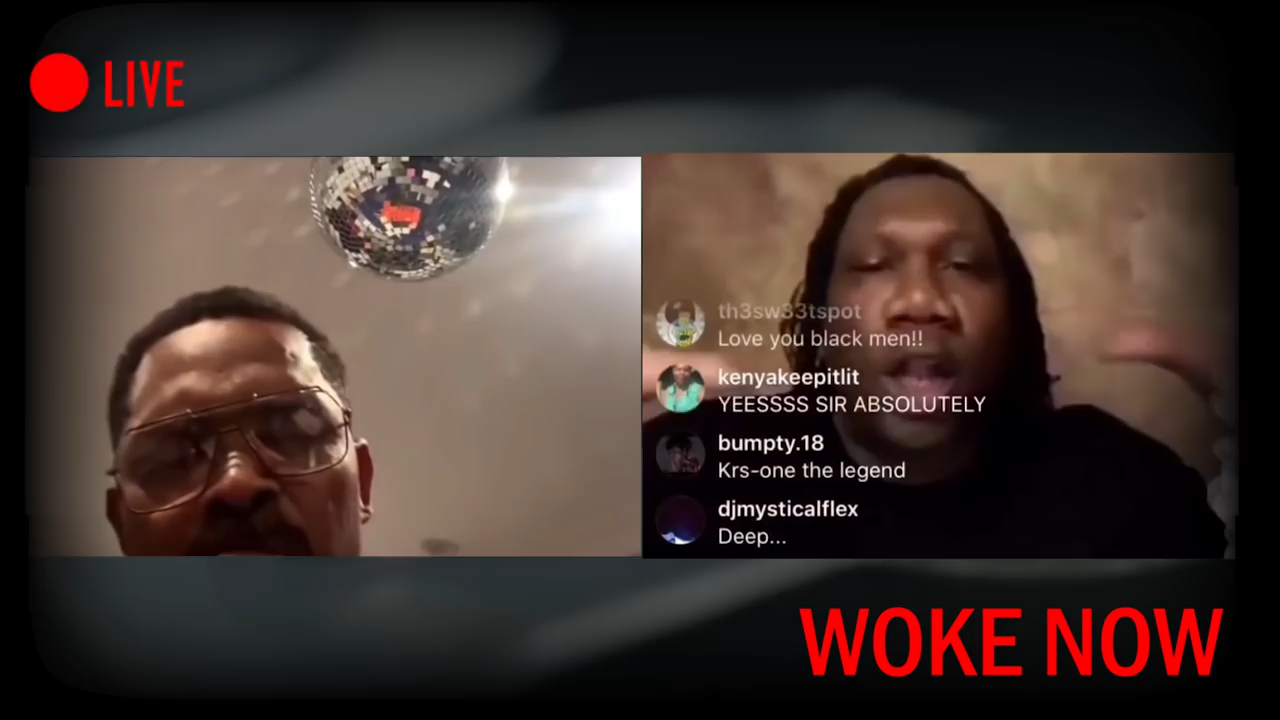 LIVE
th3sw33tspot
Love you black men!!
kenyakeepitlit
YEESSSS SIR ABSOLUTELY
bumpty.18
Krs-one the legend
djmysticalflex
Deep...
WOKE NOW